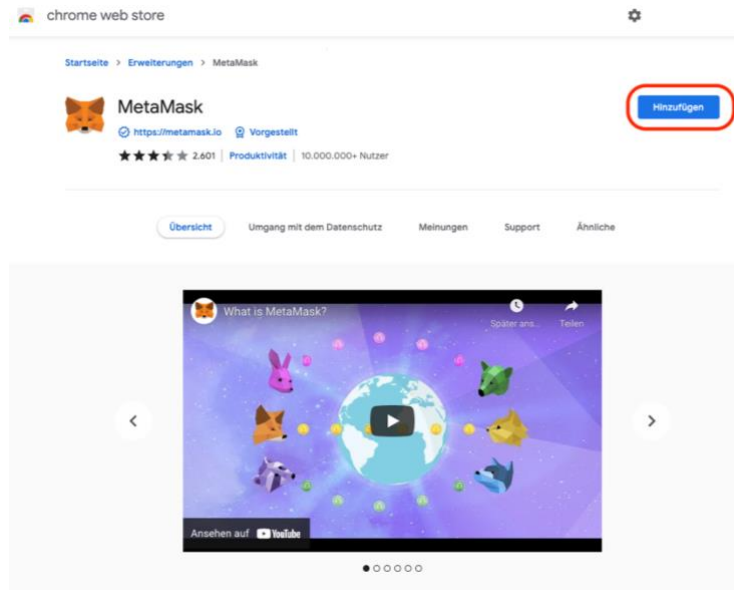 chrome web store
Startseite > Erweiterungen > MetaMask
MetaMask
Hinzufügen
https://metamask.io Vorgestellt
2.601 | Produktivität | 10.000.000+ Nutzer
Übersicht Umgang mit dem Datenschutz Meinungen Support Ähnliche
What is MetaMask?
Später ans... Teilen
Ansehen auf YouTube